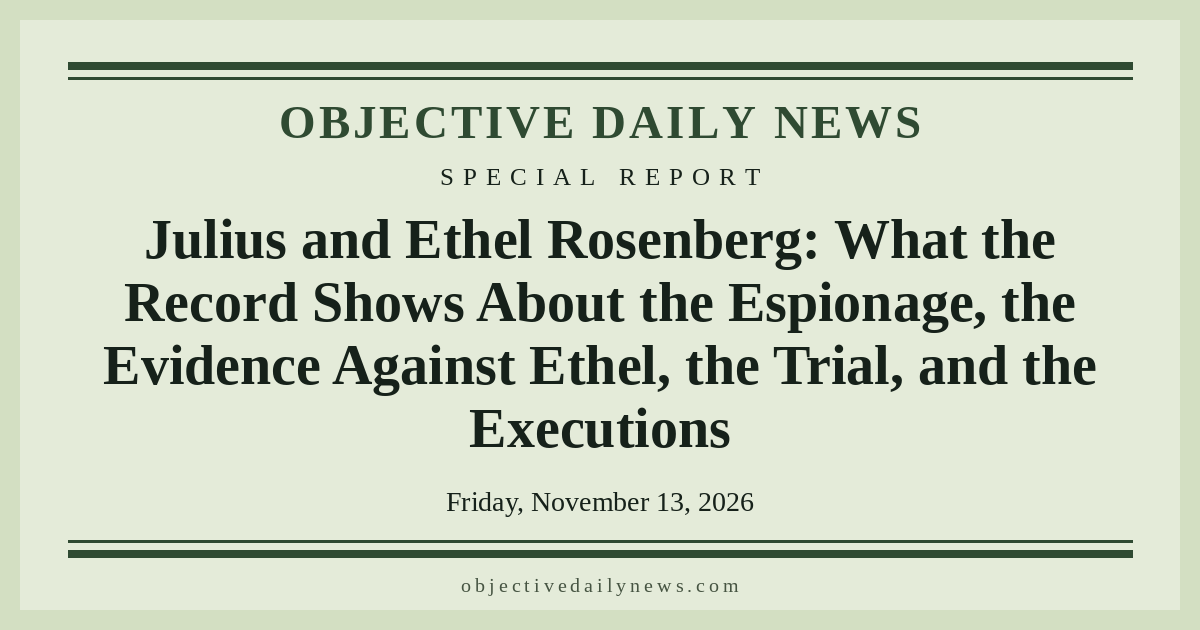 OBJECTIVE DAILY NEWS
SPECIAL REPORT
Julius and Ethel Rosenberg: What the
Record Shows About the Espionage, the
Evidence Against Ethel, the Trial, and the
Executions
Friday, November 13, 2026
objectivedailynews.com